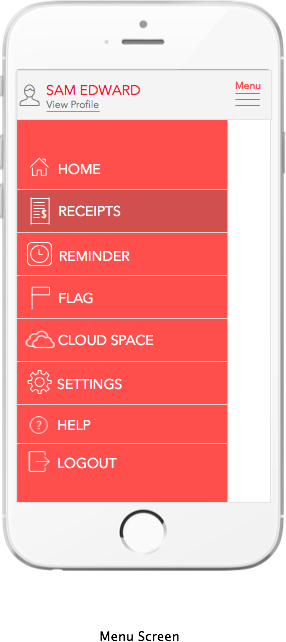 SAM EDWARD
View Profile
Menu
HOME
RECEIPTS
$
REMINDER
FLAG
CLOUD SPACE
SETTINGS
?
HELP
LOGOUT
Menu Screen